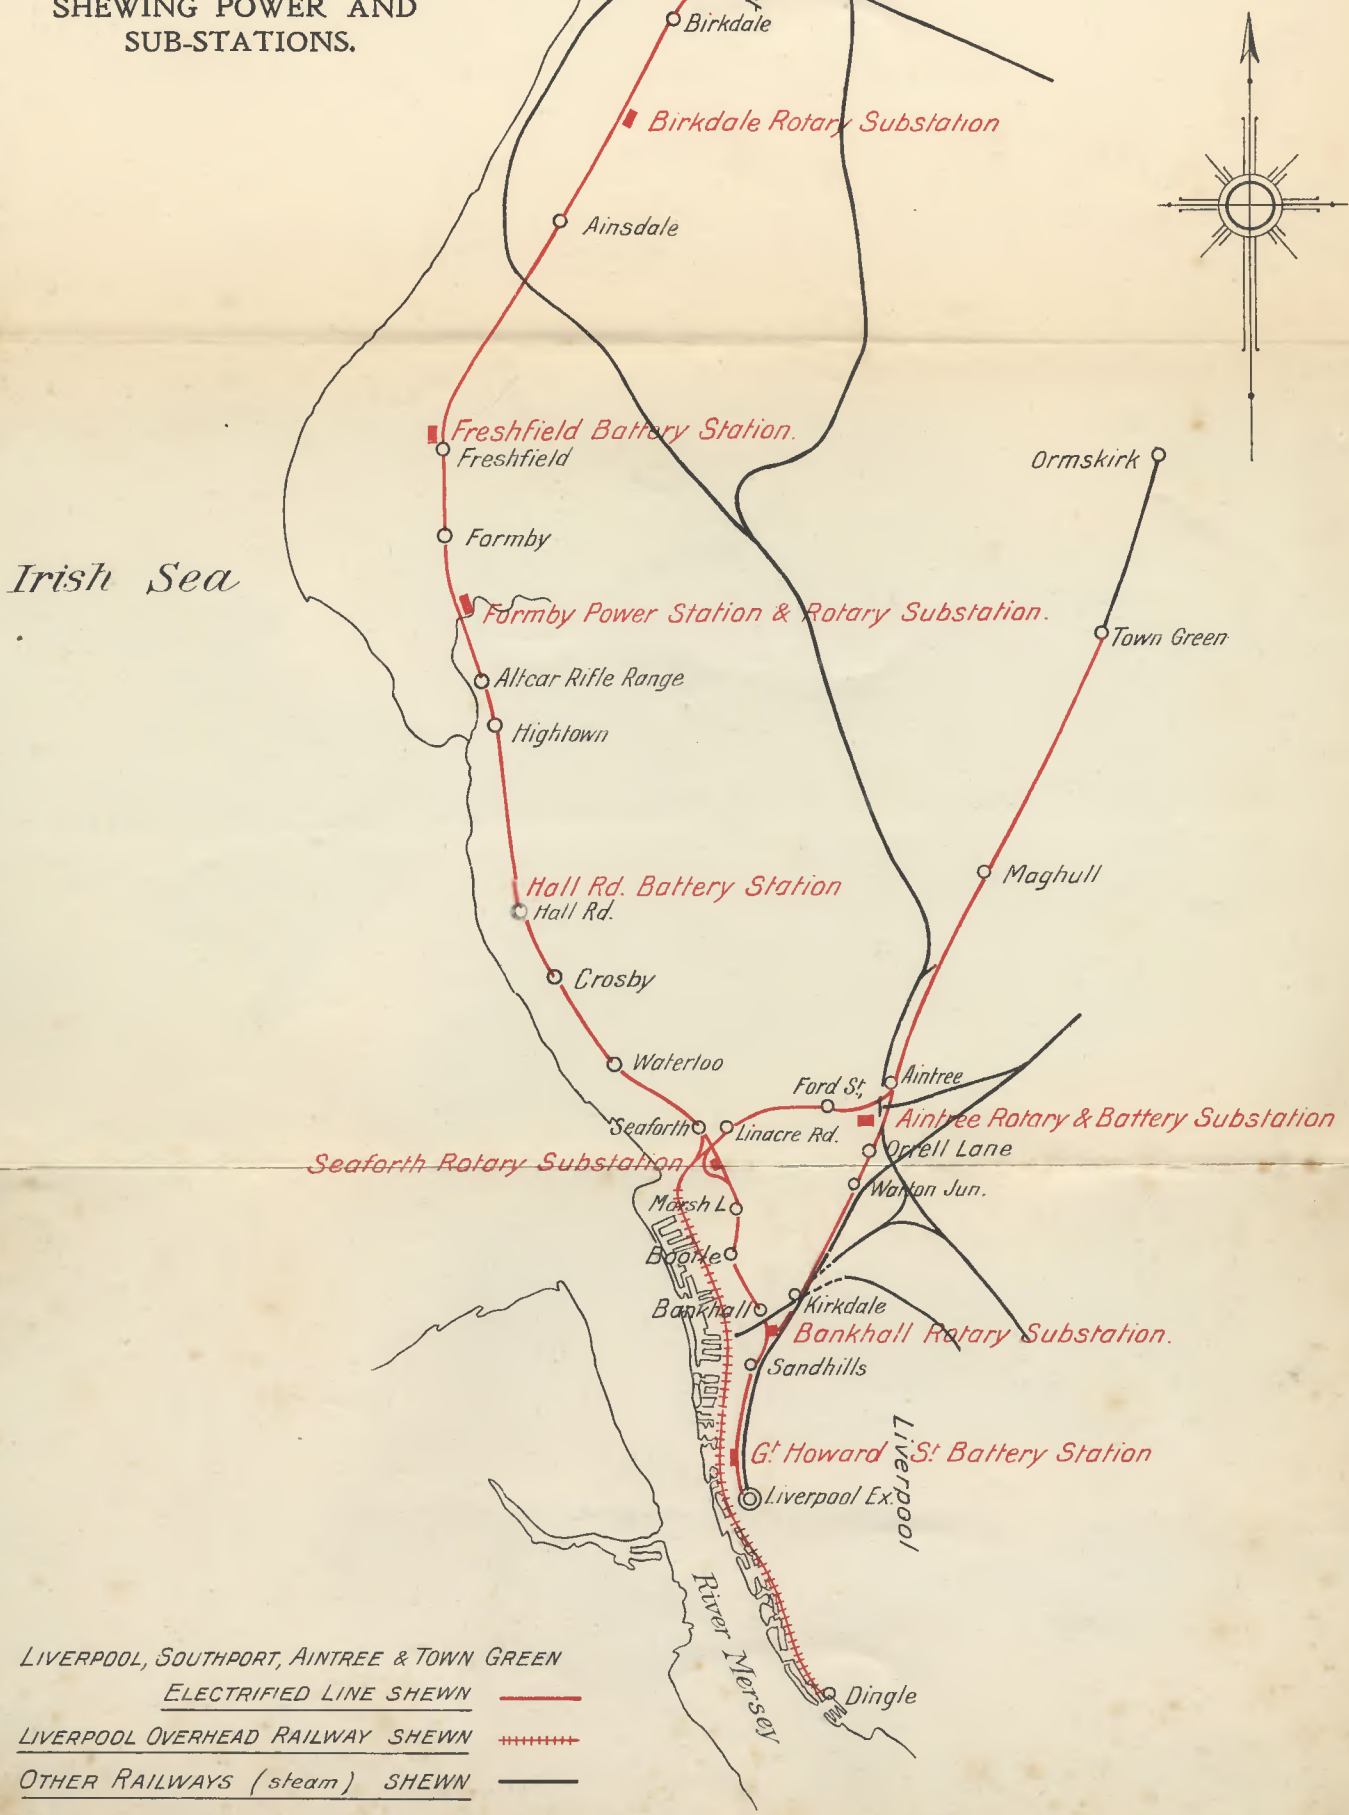 SHEWING POWER AND
SUB-STATIONS.
Birkdale
Birkdale Rotary Substation
Ainsdale
Freshfield Battery Station.
Freshfield
Ormskirk
Formby
Irish Sea
Formby Power Station & Rotary Substation.
Town Green
Altcar Rifle Range
Hightown
Maghull
Hall Rd. Battery Station
Hall Rd.
Crosby
Waterloo
Aintree
Ford St.,
Aintree Rotary & Battery Substation
Seaforth
Linacre Rd.
Orrell Lane
Seaforth Rotary Substation
Walton Jun.
Marsh L
Bootle
Bankhall
Kirkdale
Bankhall Rotary Substation.
Sandhills
Liverpool
Gt Howard St Battery Station
Liverpool Ex.
River Mersey
Dingle
LIVERPOOL, SOUTHPORT, AINTREE & TOWN GREEN
ELECTRIFIED LINE SHEWN
LIVERPOOL OVERHEAD RAILWAY SHEWN
OTHER RAILWAYS (steam) SHEWN